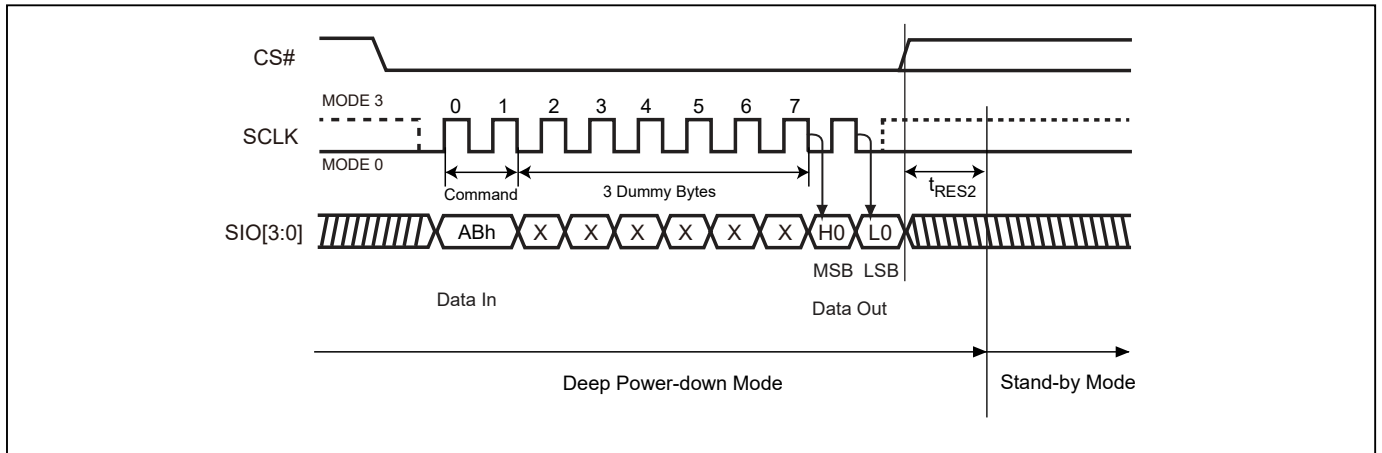 CS#
MODE 3
0 1 2 3 4 5 6 7
SCLK
MODE 0
Command
3 Dummy Bytes
tRES2
SIO[3:0]
ABh X X X X X X H0 L0
MSB LSB
Data In
Data Out
Deep Power-down Mode
Stand-by Mode